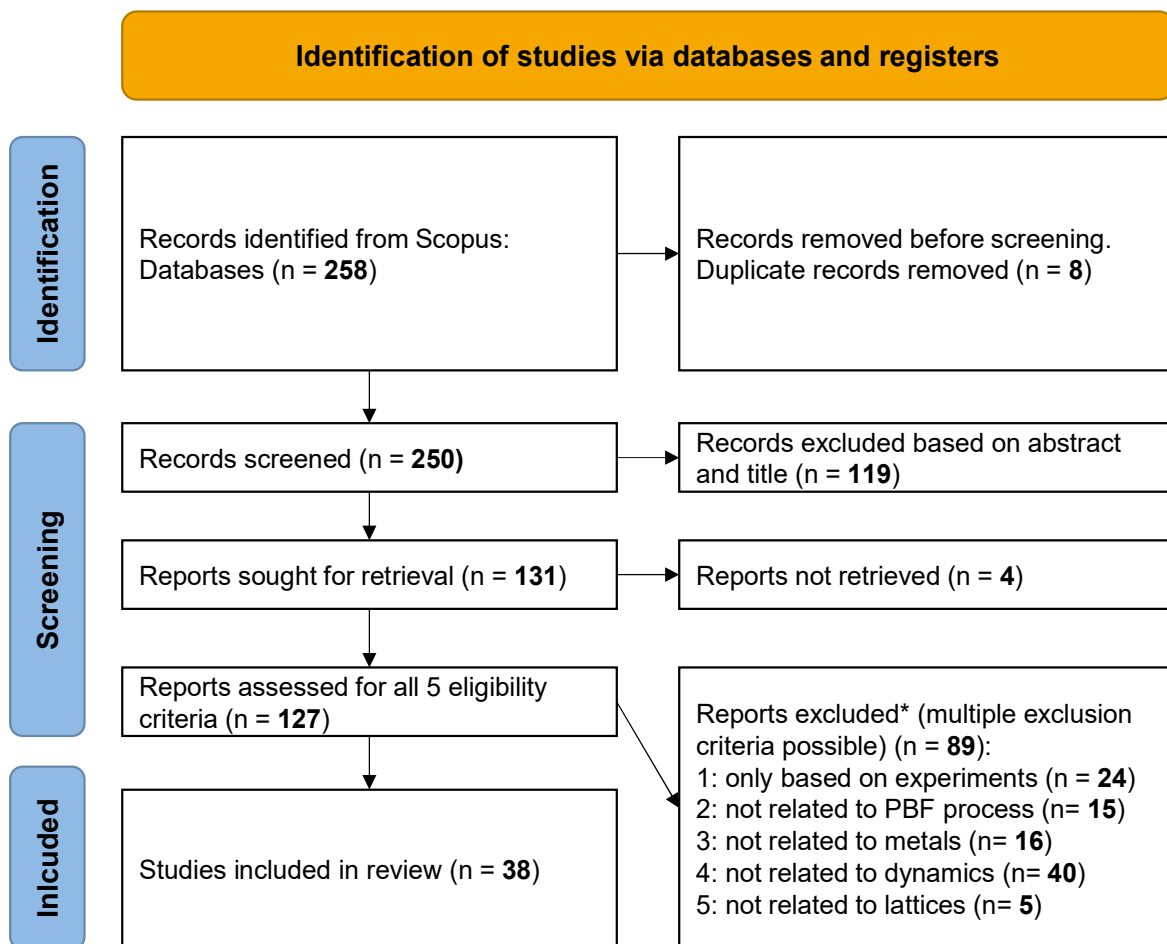 Identification of studies via databases and registers
Identification
Records identified from Scopus:
Databases (n = 258)
Records removed before screening.
Duplicate records removed (n = 8)
Screening
Records screened (n = 250)
Records excluded based on abstract
and title (n = 119)
Reports sought for retrieval (n = 131)
Reports not retrieved (n = 4)
Reports assessed for all 5 eligibility
criteria (n = 127)
Reports excluded* (multiple exclusion
criteria possible) (n = 89):
1: only based on experiments (n = 24)
2: not related to PBF process (n= 15)
3: not related to metals (n= 16)
4: not related to dynamics (n= 40)
5: not related to lattices (n= 5)
Inlcuded
Studies included in review (n = 38)